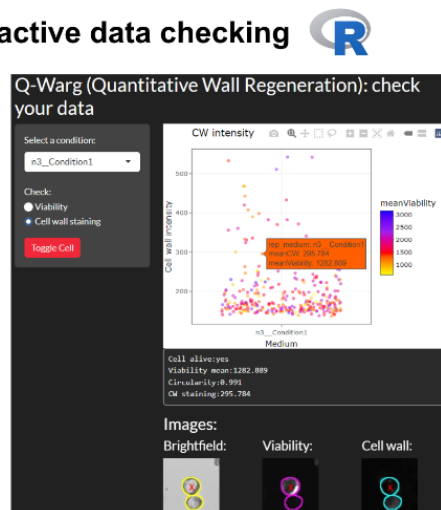 active data checking R
Q-Warg (Quantitative Wall Regeneration): check
your data
Select a condition:
n3__Condition1
Check:
Viability
Cell wall staining
Toggle Cell
CW intensity
500
400
300
200
Cell wall intensity
rep_medium: n3__Condition1
meanCW: 295.784
meanViability: 1282.889
n3__Condition1
Medium
meanViability
3000
2500
2000
1500
1000
Cell alive:yes
Viability mean:1282.889
Circularity:0.991
CW staining:295.784
Images:
Brightfield:
Viability:
Cell wall:
x
x
x